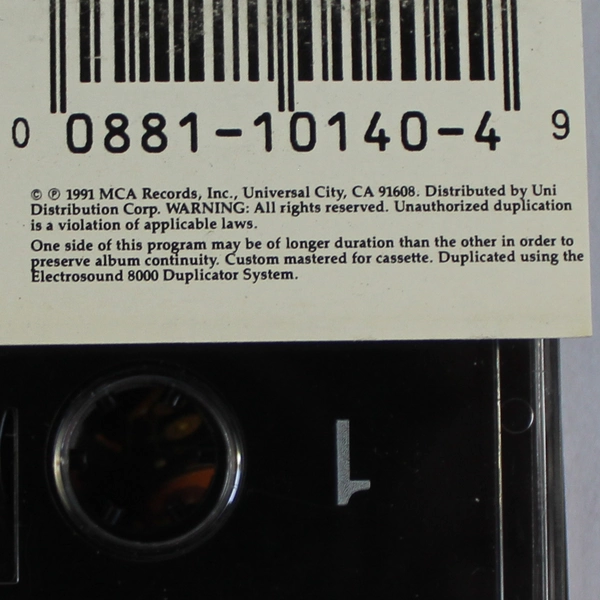 0 0881-10140-4 9
© ℗ 1991 MCA Records, Inc., Universal City, CA 91608. Distributed by Uni
Distribution Corp. WARNING: All rights reserved. Unauthorized duplication
is a violation of applicable laws.
One side of this program may be of longer duration than the other in order to
preserve album continuity. Custom mastered for cassette. Duplicated using the
Electrosound 8000 Duplicator System.
1